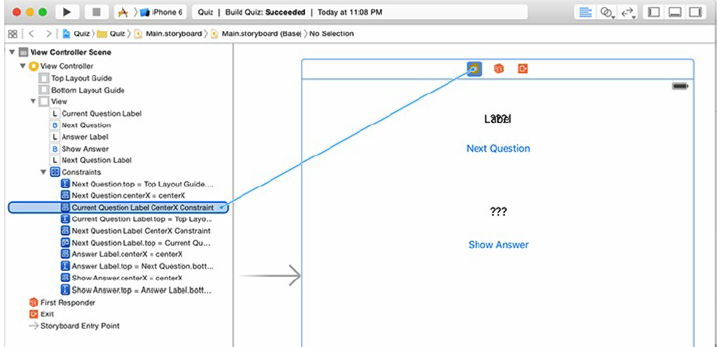 Quiz iPhone 6 Quiz | Build Quiz: Succeeded | Today at 11:08 PM
Quiz Quiz Main.storyboard Main.storyboard (Base) No Selection
View Controller Scene
View Controller
Top Layout Guide
Bottom Layout Guide
View
L Current Question Label
B Next Question
L Answer Label
B Show Answer
L Next Question Label
Constraints
Next Question.top = Top Layout Guide....
Next Question.centerX = centerX
Current Question Label CenterX Constraint
Current Question Label.top = Top Layo...
Next Question Label CenterX Constraint
Next Question Label.top = Current Qu...
Answer Label.centerX = centerX
Answer Label.top = Next Question.bott...
Show Answer.centerX = centerX
Show Answer.top = Answer Label.bott...
First Responder
Exit
Storyboard Entry Point
Label
???
Next Question
???
Show Answer